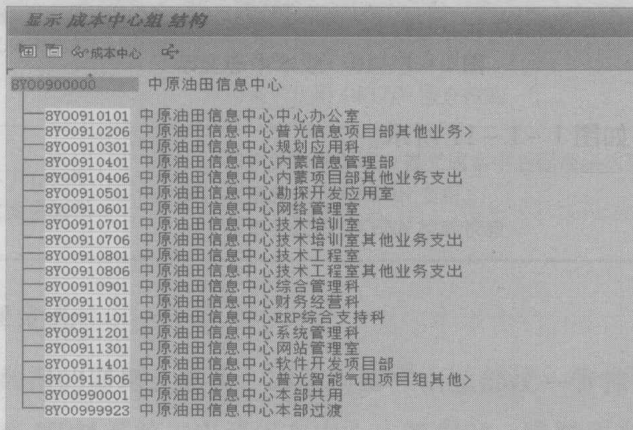 显示 成本中心组 结构
成本中心
8Y00900000 中原油田信息中心
8Y00910101 中原油田信息中心中心办公室
8Y00910206 中原油田信息中心普光信息项目部其他业务>
8Y00910301 中原油田信息中心规划应用科
8Y00910401 中原油田信息中心内蒙信息管理部
8Y00910406 中原油田信息中心内蒙项目部其他业务支出
8Y00910501 中原油田信息中心勘探开发应用室
8Y00910601 中原油田信息中心网络管理室
8Y00910701 中原油田信息中心技术培训室
8Y00910706 中原油田信息中心技术培训室其他业务支出
8Y00910801 中原油田信息中心技术工程室
8Y00910806 中原油田信息中心技术工程室其他业务支出
8Y00910901 中原油田信息中心综合管理科
8Y00911001 中原油田信息中心财务经营科
8Y00911101 中原油田信息中心ERP综合支持科
8Y00911201 中原油田信息中心系统管理科
8Y00911301 中原油田信息中心网站管理室
8Y00911401 中原油田信息中心软件开发项目部
8Y00911506 中原油田信息中心普光智能气田项目组其他>
8Y00990001 中原油田信息中心本部共用
8Y00999923 中原油田信息中心本部过渡